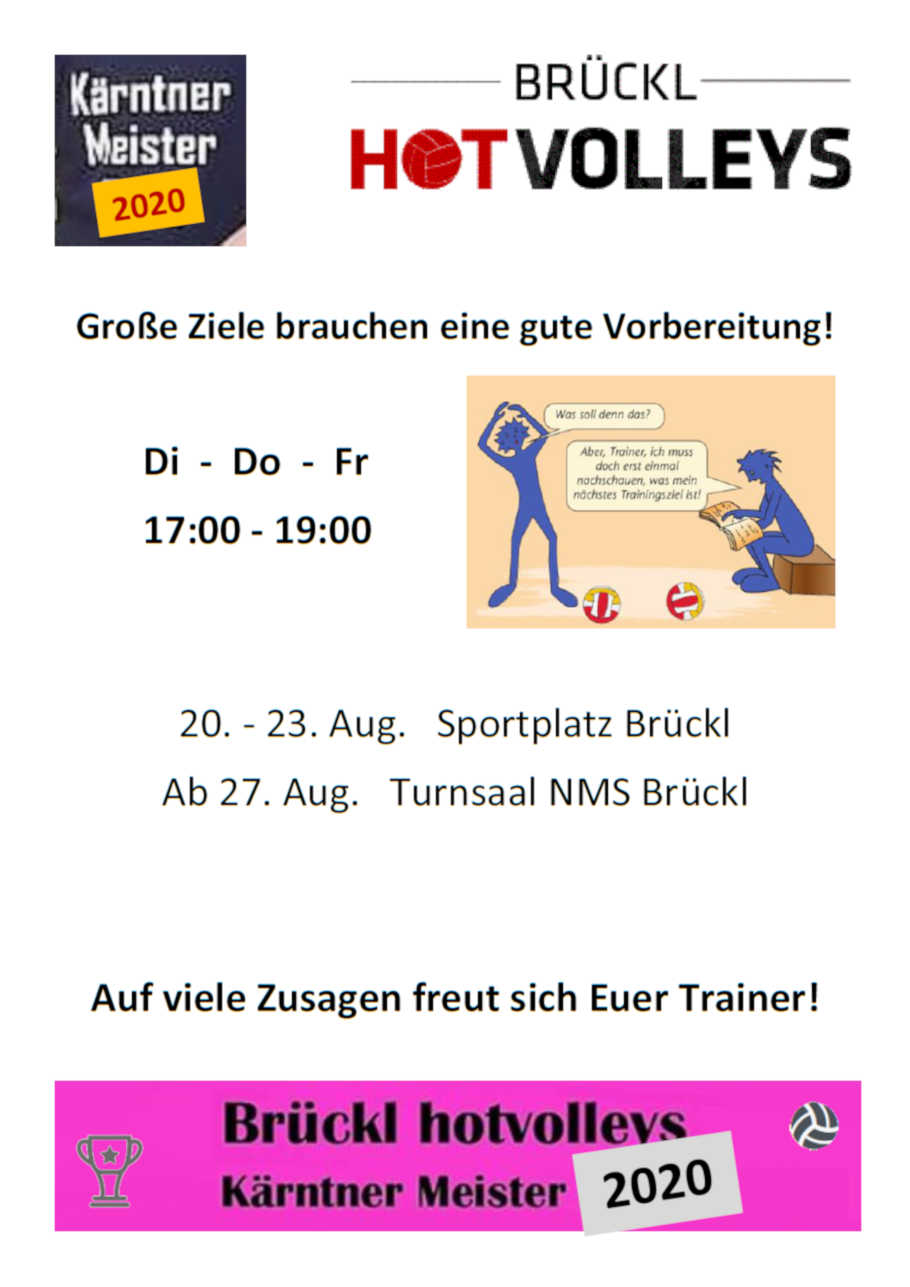 Kärntner
Meister
2020
BRÜCKL
HOTVOLLEYS
Große Ziele brauchen eine gute Vorbereitung!
Di - Do - Fr
17:00 - 19:00
Was soll denn das?
Aber, Trainer, ich muss
doch erst einmal
nachschauen, was mein
nächstes Trainingsziel ist!
20. - 23. Aug. Sportplatz Brückl
Ab 27. Aug. Turnsaal NMS Brückl
Auf viele Zusagen freut sich Euer Trainer!
Brückl hotvolleys
Kärntner Meister 2020